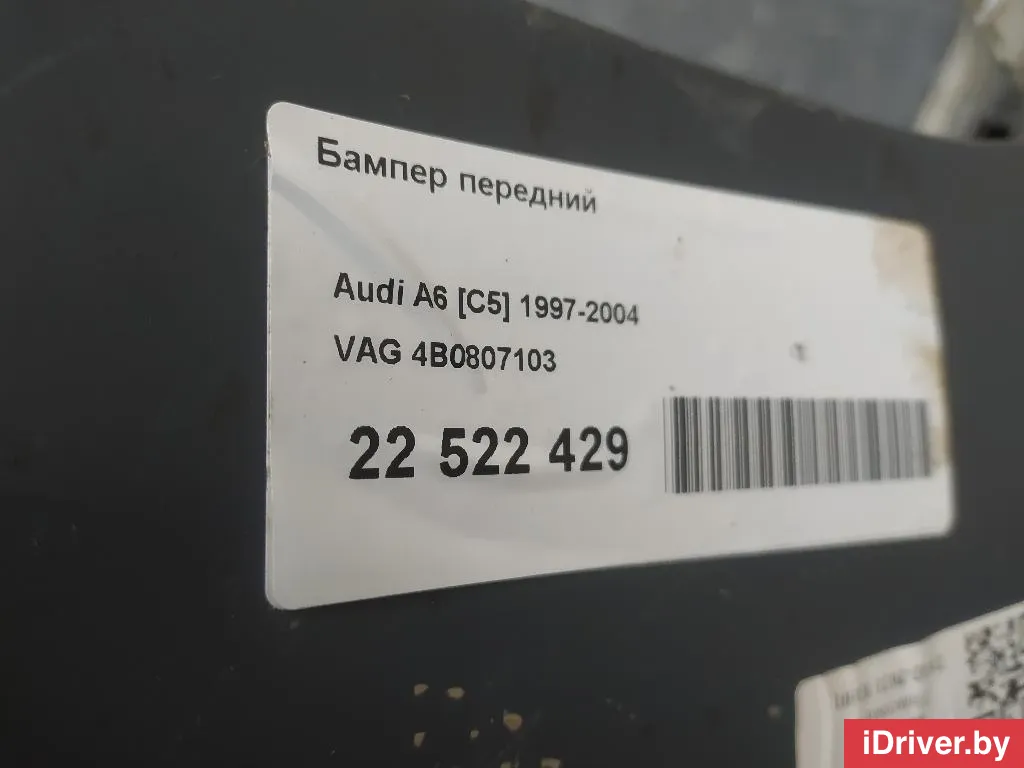 Бампер передний
Audi A6 [C5] 1997-2004
VAG 4B0807103
22 522 429
iDriver.by